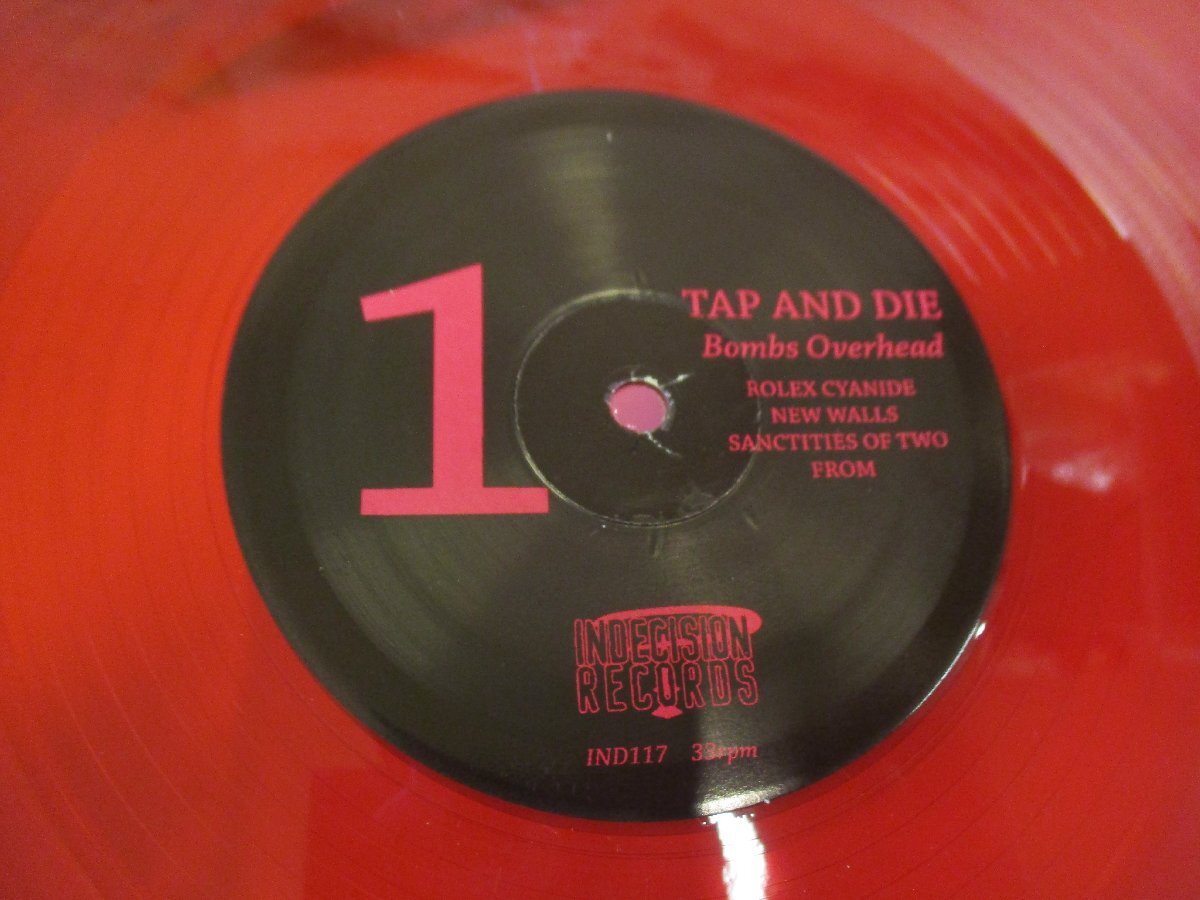 1
TAP AND DIE
Bombs Overhead
ROLEX CYANIDE
NEW WALLS
SANCTITIES OF TWO
FROM
INDECISION
RECORDS
IND117 33rpm